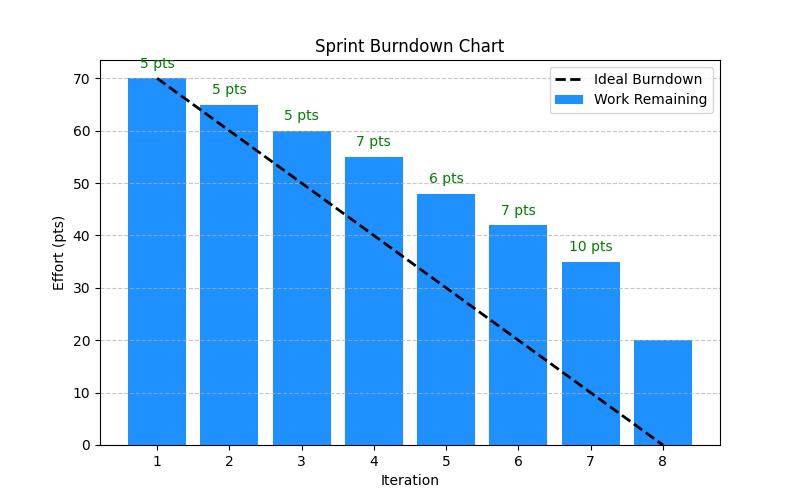 Sprint Burndown Chart
Effort (pts)
70
60
50
40
30
20
10
0
5 pts
5 pts
5 pts
7 pts
6 pts
7 pts
10 pts
Ideal Burndown
Work Remaining
1 2 3 4 5 6 7 8
Iteration